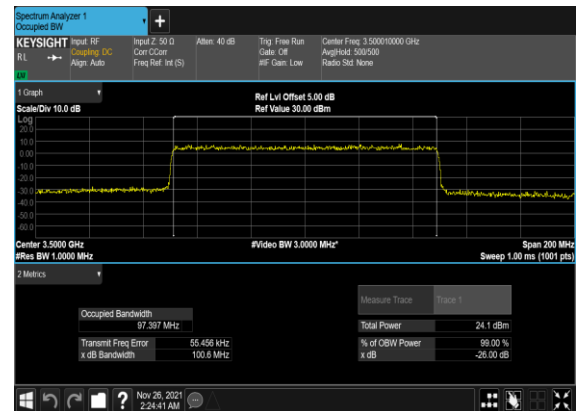 Spectrum Analyzer 1
Occupied BW
KEYSIGHT
Input: RF
Input Z: 50 Ω
Atten: 40 dB
Trig: Free Run
Center Freq: 3.500010000 GHz
RL
Coupling: DC
Corr CCorr
Gate: Off
Avg|Hold: 500/500
Align: Auto
Freq Ref: Int (S)
#IF Gain: Low
Radio Std: None
1 Graph
Ref Lvl Offset 5.00 dB
Scale/Div 10.0 dB
Ref Value 30.00 dBm
Log
20.0
10.0
0.00
-10.0
-20.0
-30.0
-40.0
-50.0
-60.0
Center 3.5000 GHz
#Video BW 3.0000 MHz*
Span 200 MHz
#Res BW 1.0000 MHz
Sweep 1.00 ms (1001 pts)
2 Metrics
Measure Trace
Trace 1
Occupied Bandwidth
97.397 MHz
Total Power
24.1 dBm
Transmit Freq Error
55.456 kHz
% of OBW Power
99.00 %
x dB Bandwidth
100.6 MHz
x dB
-26.00 dB
?
Nov 26, 2021
2:24:41 AM